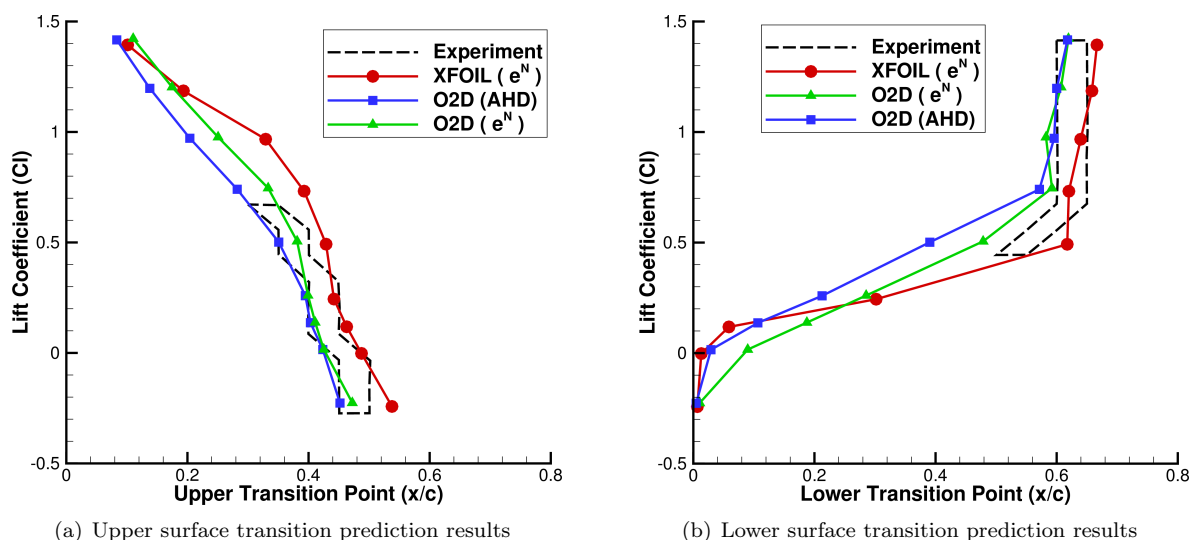 1.5
1
0.5
0
-0.5
0
0.2
0.4
0.6
0.8
Lift Coefficient (Cl)
Upper Transition Point (x/c)
Experiment
XFOIL ( e^N )
O2D (AHD)
O2D ( e^N )
(a) Upper surface transition prediction results
1.5
1
0.5
0
-0.5
0
0.2
0.4
0.6
0.8
Lift Coefficient (Cl)
Lower Transition Point (x/c)
Experiment
XFOIL ( e^N )
O2D ( e^N )
O2D (AHD)
(b) Lower surface transition prediction results